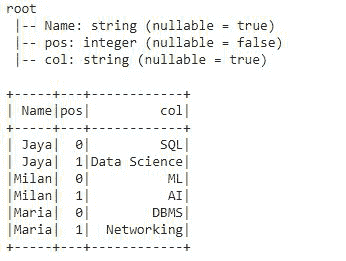 root
 |-- Name: string (nullable = true)
 |-- pos: integer (nullable = false)
 |-- col: string (nullable = true)

+-----+---+------------+
| Name|pos|         col|
+-----+---+------------+
| Jaya|  0|         SQL|
| Jaya|  1|Data Science|
|Milan|  0|          ML|
|Milan|  1|          AI|
|Maria|  0|        DBMS|
|Maria|  1|  Networking|
+-----+---+------------+